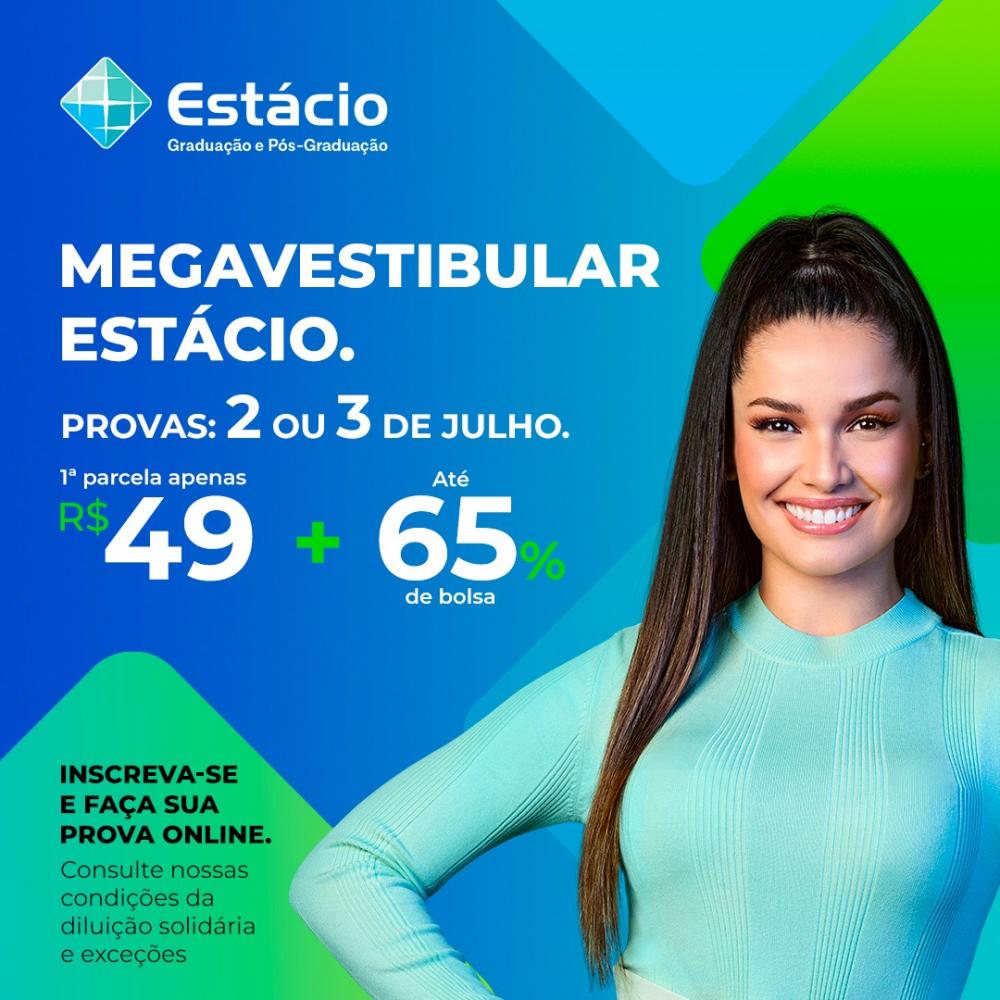 Estácio
Graduação e Pós-Graduação
MEGAVESTIBULAR
ESTÁCIO.
PROVAS: 2 OU 3 DE JULHO.
1ª parcela apenas
R$49
+
Até
65%
de bolsa
INSCREVA-SE
E FAÇA SUA
PROVA ONLINE.
Consulte nossas
condições da
diluição solidária
e exceções